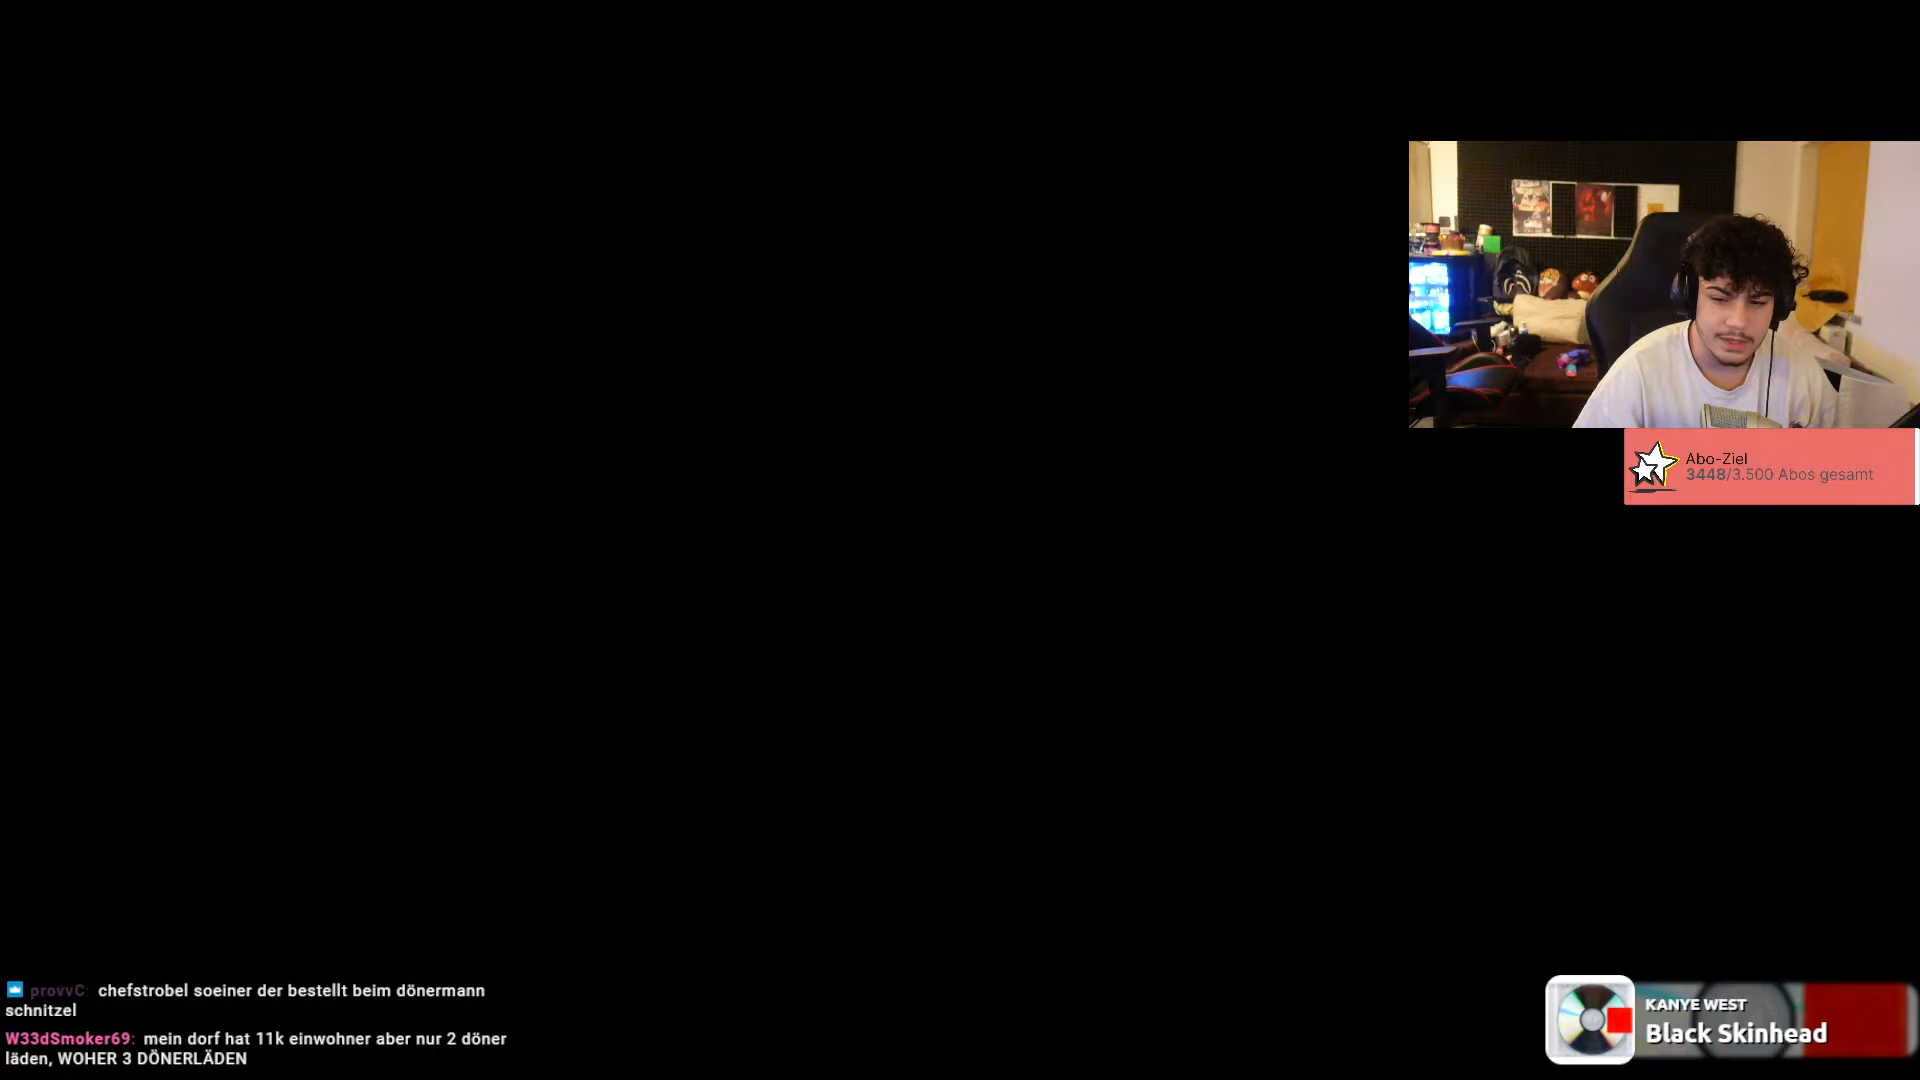 Abo-Ziel
3448/3.500 Abos gesamt
provvC: chefstrobel soeiner der bestellt beim dönermann
schnitzel
W33dSmoker69: mein dorf hat 11k einwohner aber nur 2 döner
läden, WOHER 3 DÖNERLÄDEN
KANYE WEST
Black Skinhead